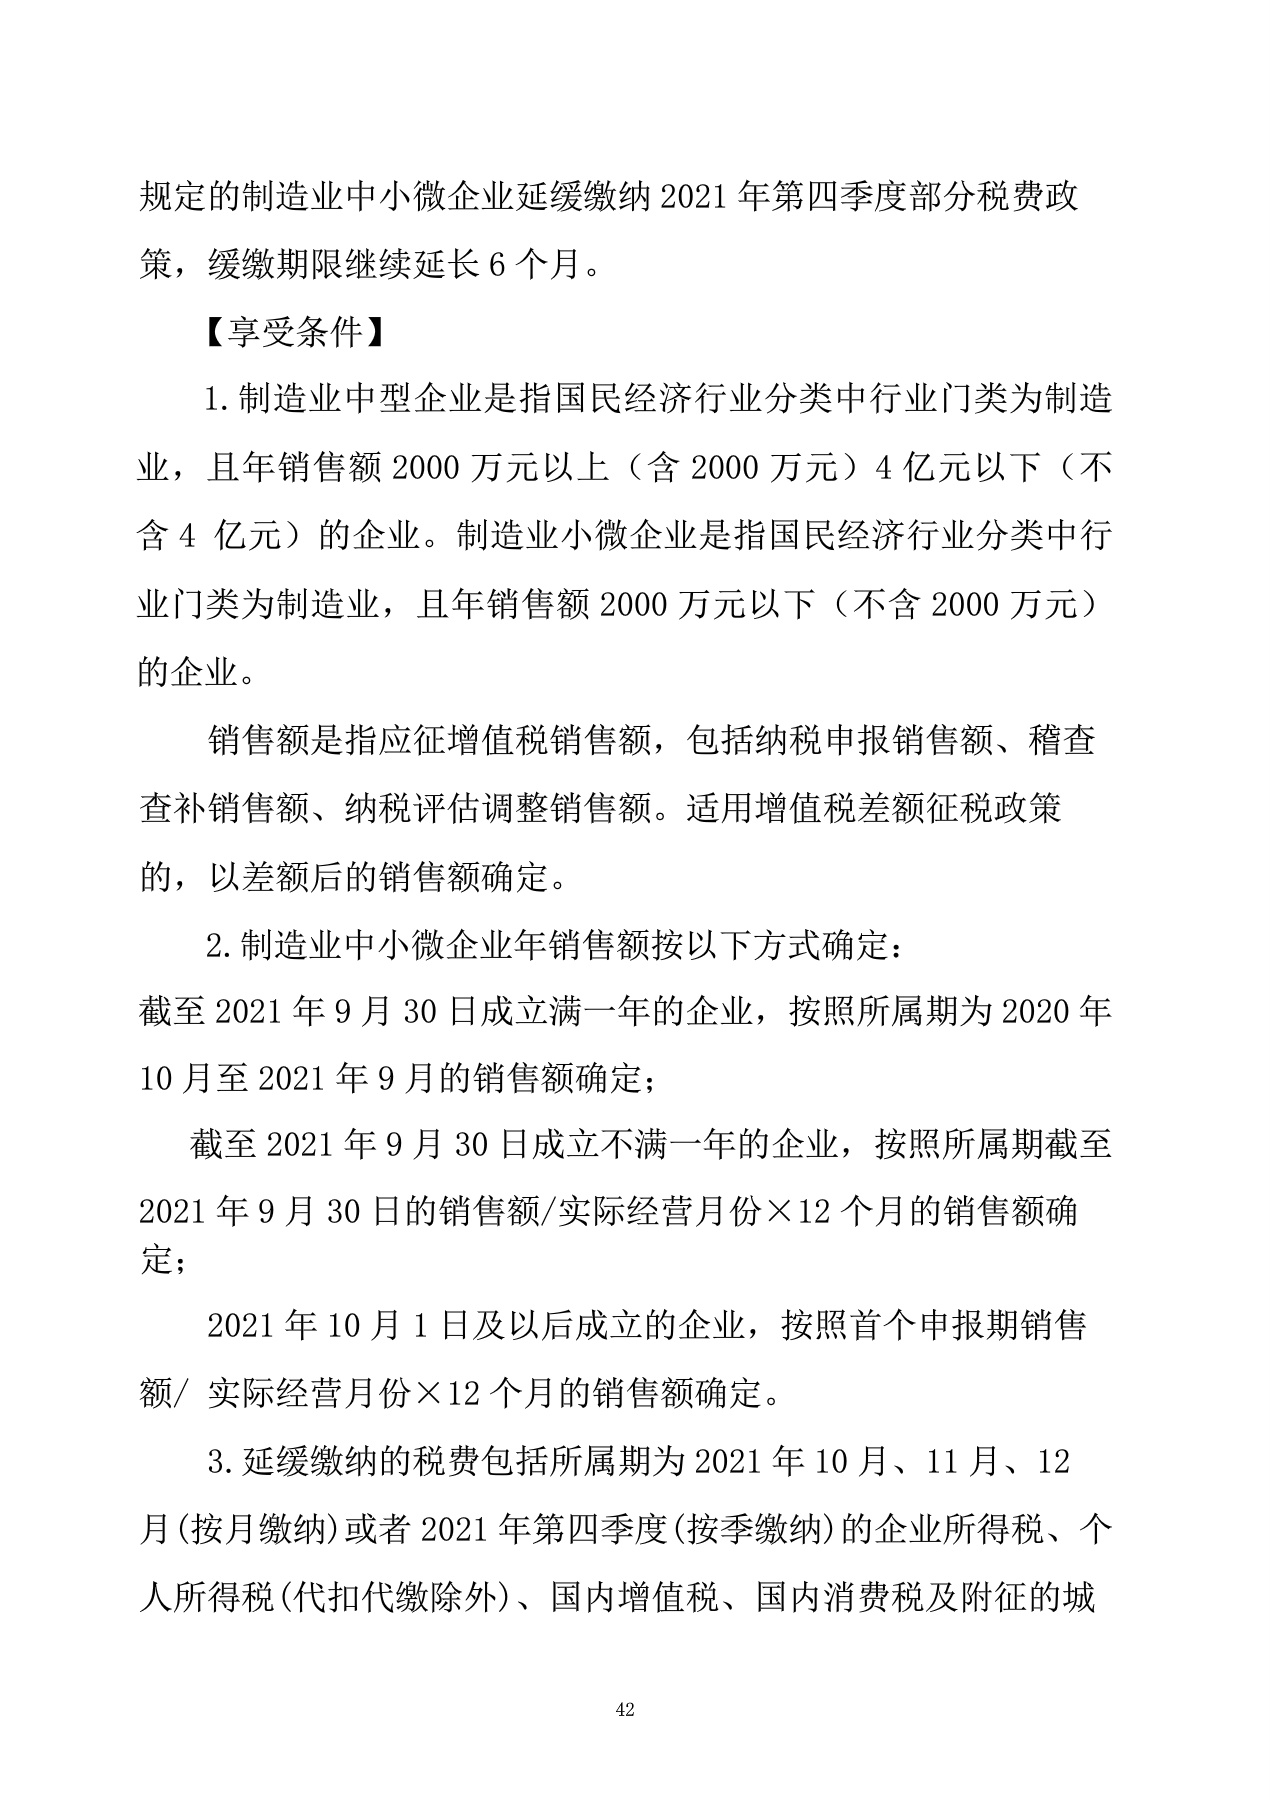 规定的制造业中小微企业延缓缴纳 2021 年第四季度部分税费政
策，缓缴期限继续延长 6 个月。
【享受条件】
1.制造业中型企业是指国民经济行业分类中行业门类为制造
业，且年销售额 2000 万元以上（含 2000 万元）4 亿元以下（不
含 4 亿元）的企业。制造业小微企业是指国民经济行业分类中行
业门类为制造业，且年销售额 2000 万元以下（不含 2000 万元）
的企业。
销售额是指应征增值税销售额，包括纳税申报销售额、稽查
查补销售额、纳税评估调整销售额。适用增值税差额征税政策
的，以差额后的销售额确定。
2.制造业中小微企业年销售额按以下方式确定：
截至 2021 年 9 月 30 日成立满一年的企业，按照所属期为 2020 年
10 月至 2021 年 9 月的销售额确定；
截至 2021 年 9 月 30 日成立不满一年的企业，按照所属期截至
2021 年 9 月 30 日的销售额/实际经营月份×12 个月的销售额确
定；
2021 年 10 月 1 日及以后成立的企业，按照首个申报期销售
额/ 实际经营月份×12 个月的销售额确定。
3.延缓缴纳的税费包括所属期为 2021 年 10 月、11 月、12
月(按月缴纳)或者 2021 年第四季度(按季缴纳)的企业所得税、个
人所得税(代扣代缴除外)、国内增值税、国内消费税及附征的城
42